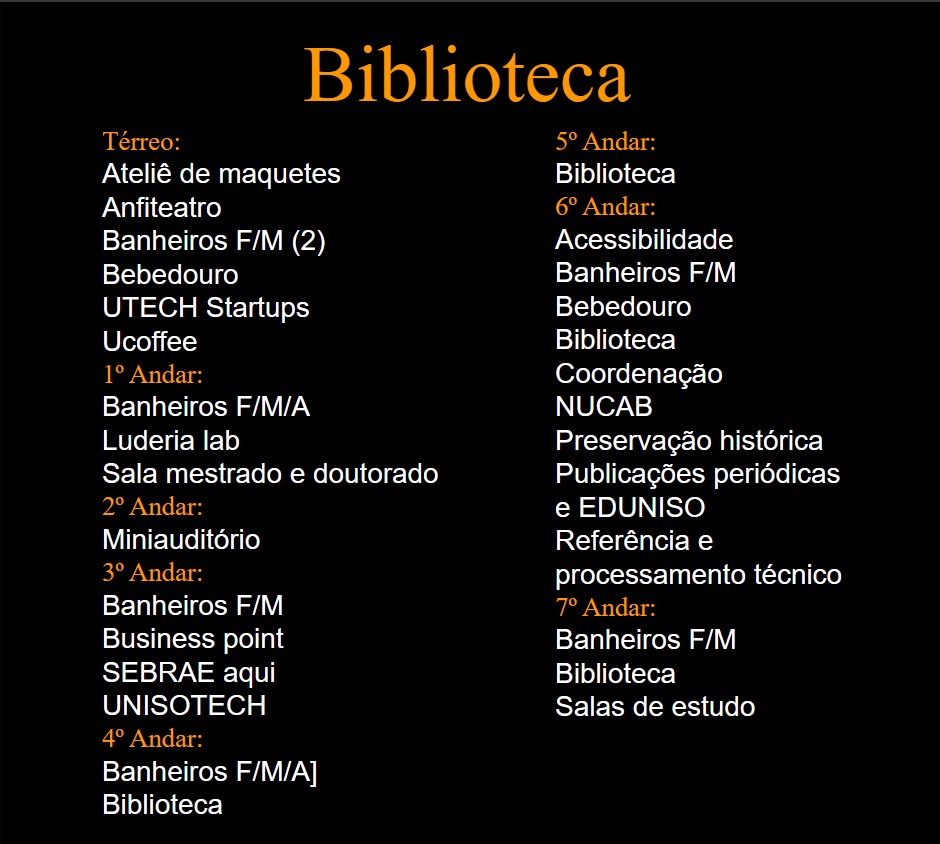 Biblioteca
Térreo:
Ateliê de maquetes
Anfiteatro
Banheiros F/M (2)
Bebedouro
UTECH Startups
Ucoffee
1º Andar:
Banheiros F/M/A
Luderia lab
Sala mestrado e doutorado
2º Andar:
Miniauditório
3º Andar:
Banheiros F/M
Business point
SEBRAE aqui
UNISOTECH
4º Andar:
Banheiros F/M/A]
Biblioteca
5º Andar:
Biblioteca
6º Andar:
Acessibilidade
Banheiros F/M
Bebedouro
Biblioteca
Coordenação
NUCAB
Preservação histórica
Publicações periódicas
e EDUNISO
Referência e
processamento técnico
7º Andar:
Banheiros F/M
Biblioteca
Salas de estudo